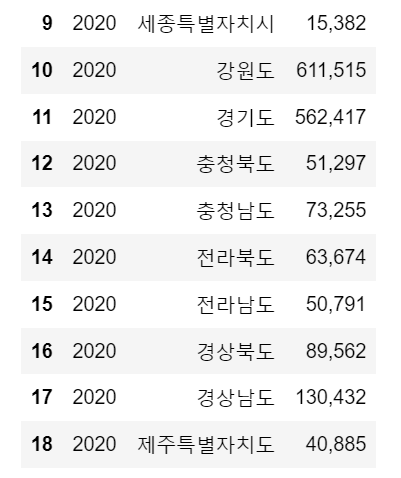 9 2020 세종특별자치시 15,382
10 2020 강원도 611,515
11 2020 경기도 562,417
12 2020 충청북도 51,297
13 2020 충청남도 73,255
14 2020 전라북도 63,674
15 2020 전라남도 50,791
16 2020 경상북도 89,562
17 2020 경상남도 130,432
18 2020 제주특별자치도 40,885